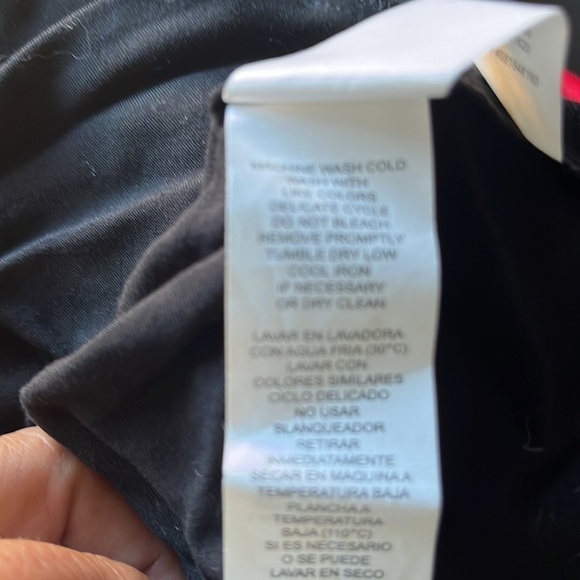 MACHINE WASH COLD
WASH WITH
LIKE COLORS
DELICATE CYCLE
DO NOT BLEACH
REMOVE PROMPTLY
TUMBLE DRY LOW
COOL IRON
IF NECESSARY
OR DRY CLEAN
LAVAR EN LAVADORA
CON AGUA FRIA (30°C)
LAVAR CON
COLORES SIMILARES
CICLO DELICADO
NO USAR
BLANQUEADOR
RETIRAR
INMEDIATAMENTE
SECAR EN MAQUINA A
TEMPERATURA BAJA
PLANCHA A
TEMPERATURA
BAJA (110°C)
SI ES NECESARIO
O SE PUEDE
LAVAR EN SECO